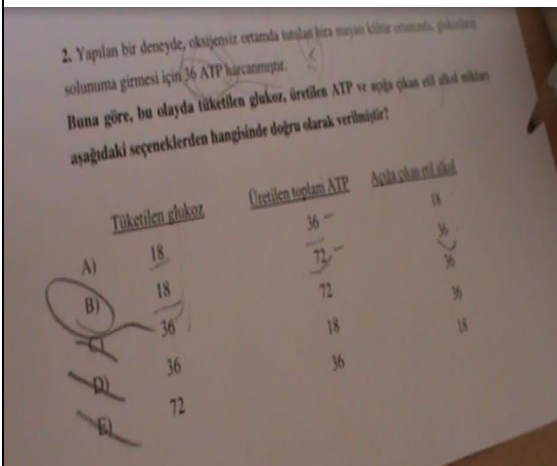 2. Yapılan bir deneyde, oksijensiz ortamda tutulan bira mayası kültür ortamında, glukozların
solunuma girmesi için 36 ATP harcanmıştır.
Buna göre, bu olayda tüketilen glukoz, üretilen ATP ve açığa çıkan etil alkol miktarı
aşağıdaki seçeneklerden hangisinde doğru olarak verilmiştir?
Tüketilen glukoz Üretilen toplam ATP Açığa çıkan etil alkol
A) 18 36 18
B) 18 72 36
C) 36 72 36
D) 36 18 36
E) 72 36 18